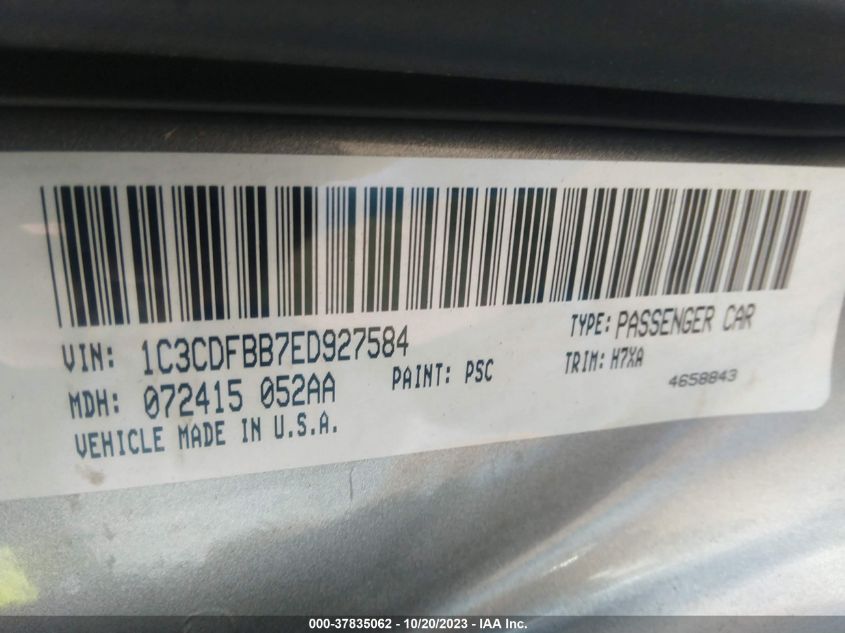 VIN: 1C3CDFBB7ED927584 TYPE: PASSENGER CAR
MDH: 072415 052AA PAINT: PSC TRIM: H7XA 4658843
VEHICLE MADE IN U.S.A.
000-37835062 - 10/20/2023 - IAA Inc.